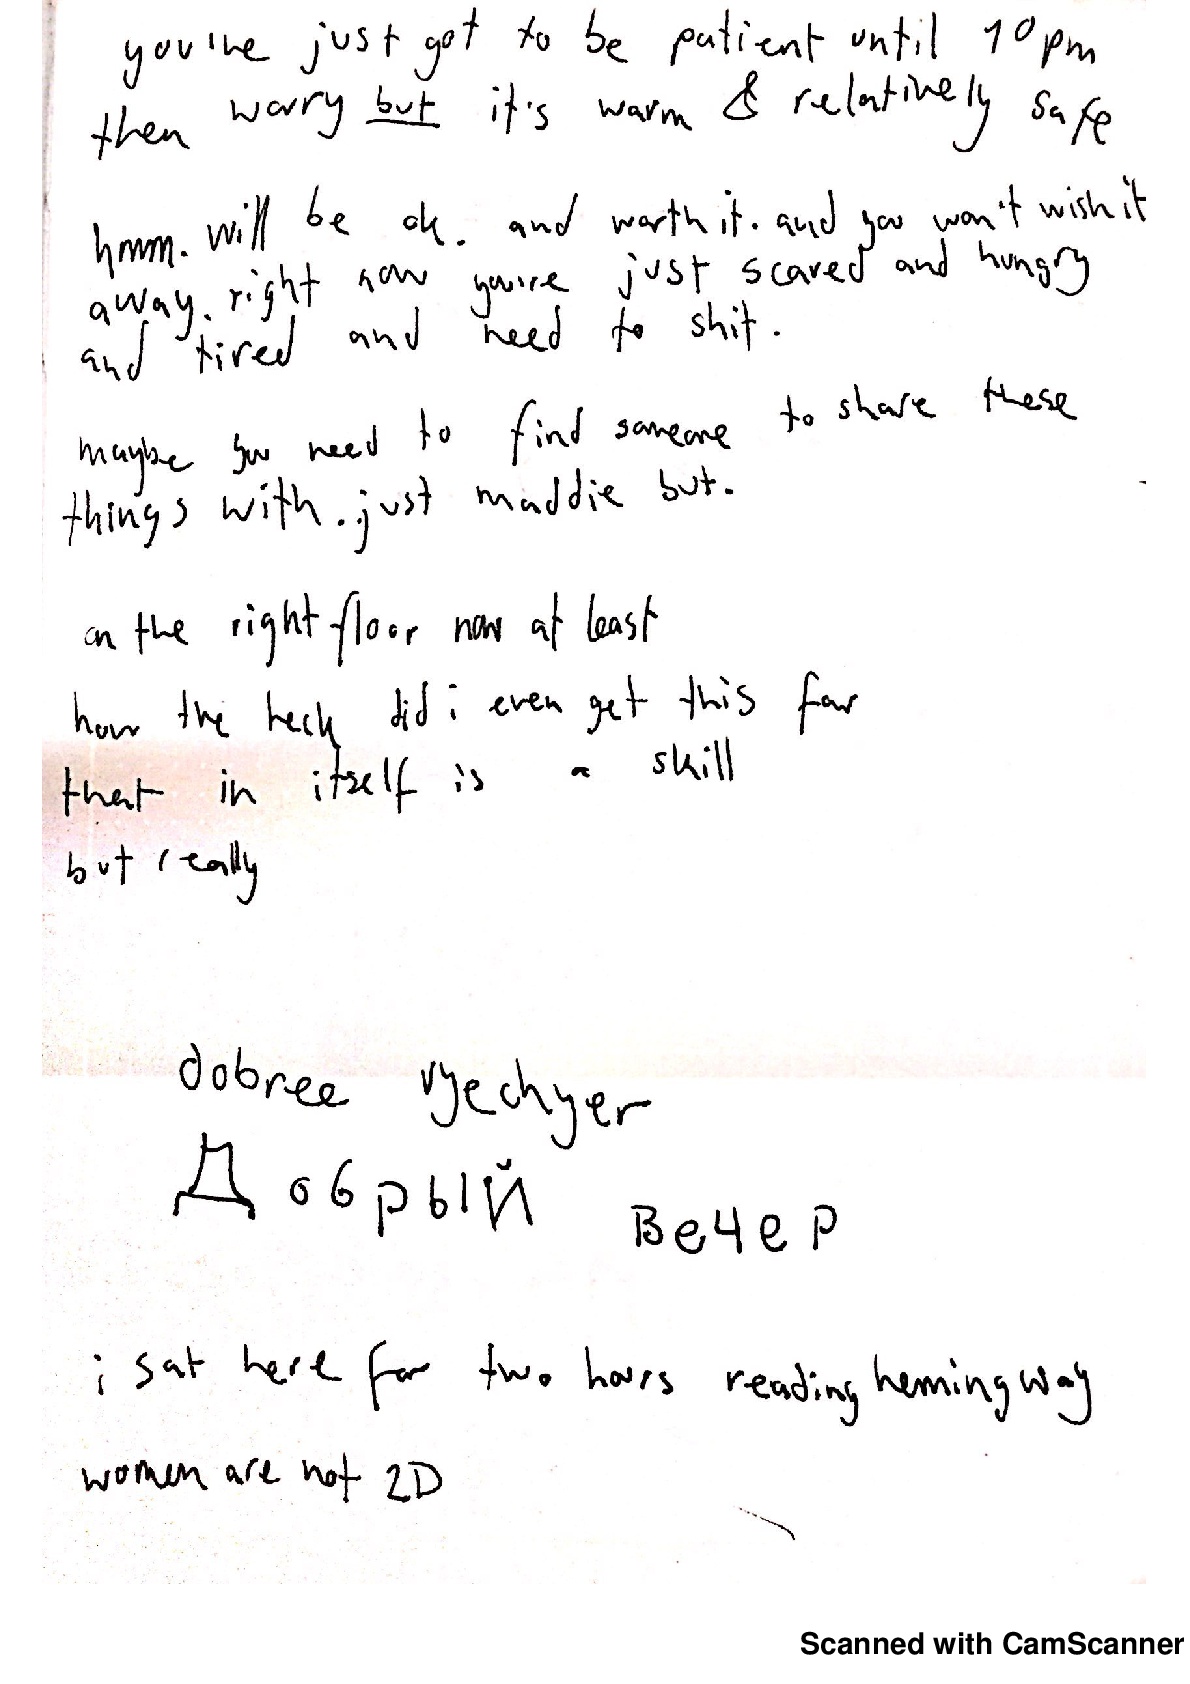 you've just got to be patient until 10pm
then worry but it's warm & relatively safe
hmm. will be ok. and worth it. and you won't wish it
away. right now you're just scared and hungry
and tired and need to shit.
maybe you need to find someone to share these
things with. just maddie but.
on the right floor now at least
how the heck did i even get this far
that in itself is a skill
but really
dobree vyechyer
Добрый Вечер
i sat here for two hours reading hemingway
women are not 2D
Scanned with CamScanner